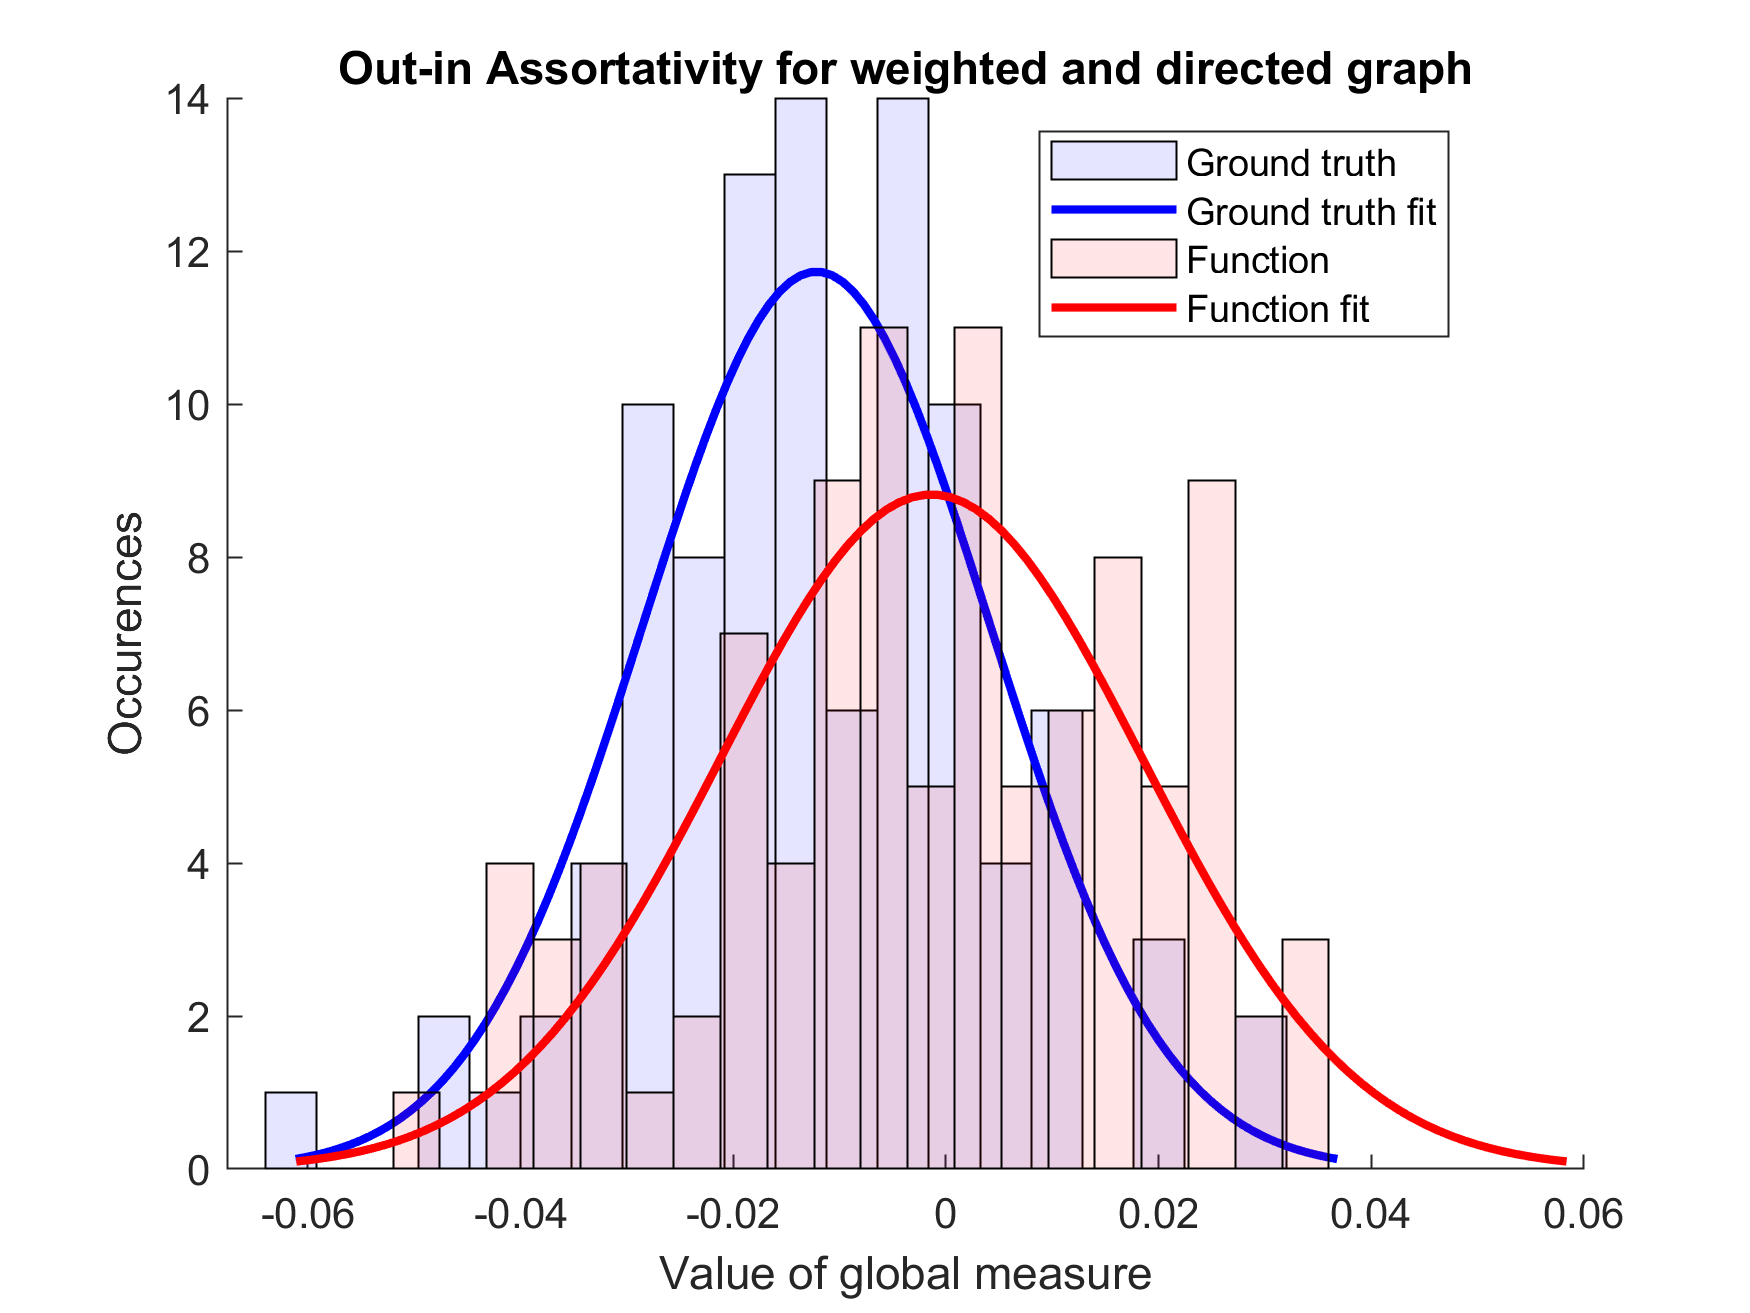 Out-in Assortativity for weighted and directed graph
14
12
10
8
6
4
2
0
Occurences
Ground truth
Ground truth fit
Function
Function fit
-0.06 -0.04 -0.02 0 0.02 0.04 0.06
Value of global measure